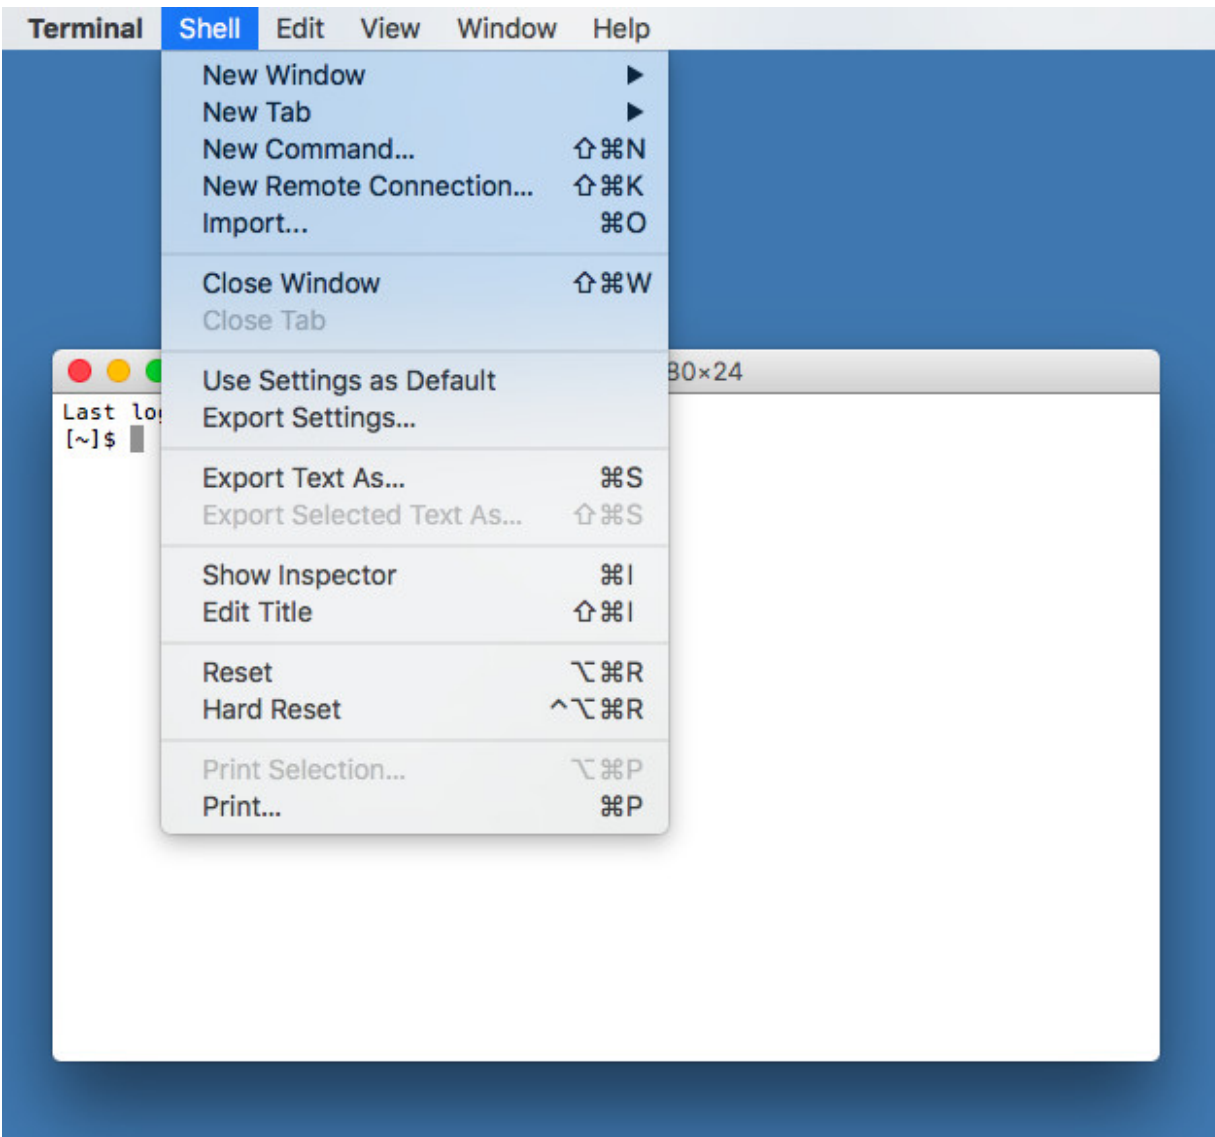 Terminal Shell Edit View Window Help
New Window ▶
New Tab ▶
New Command... ⇧⌘N
New Remote Connection... ⇧⌘K
Import... ⌘O
Close Window ⇧⌘W
Close Tab
Use Settings as Default
Export Settings...
Export Text As... ⌘S
Export Selected Text As... ⇧⌘S
Show Inspector ⌘I
Edit Title ⇧⌘I
Reset ⌥⌘R
Hard Reset ^⌥⌘R
Print Selection... ⌥⌘P
Print... ⌘P
80×24
Last
[~]$